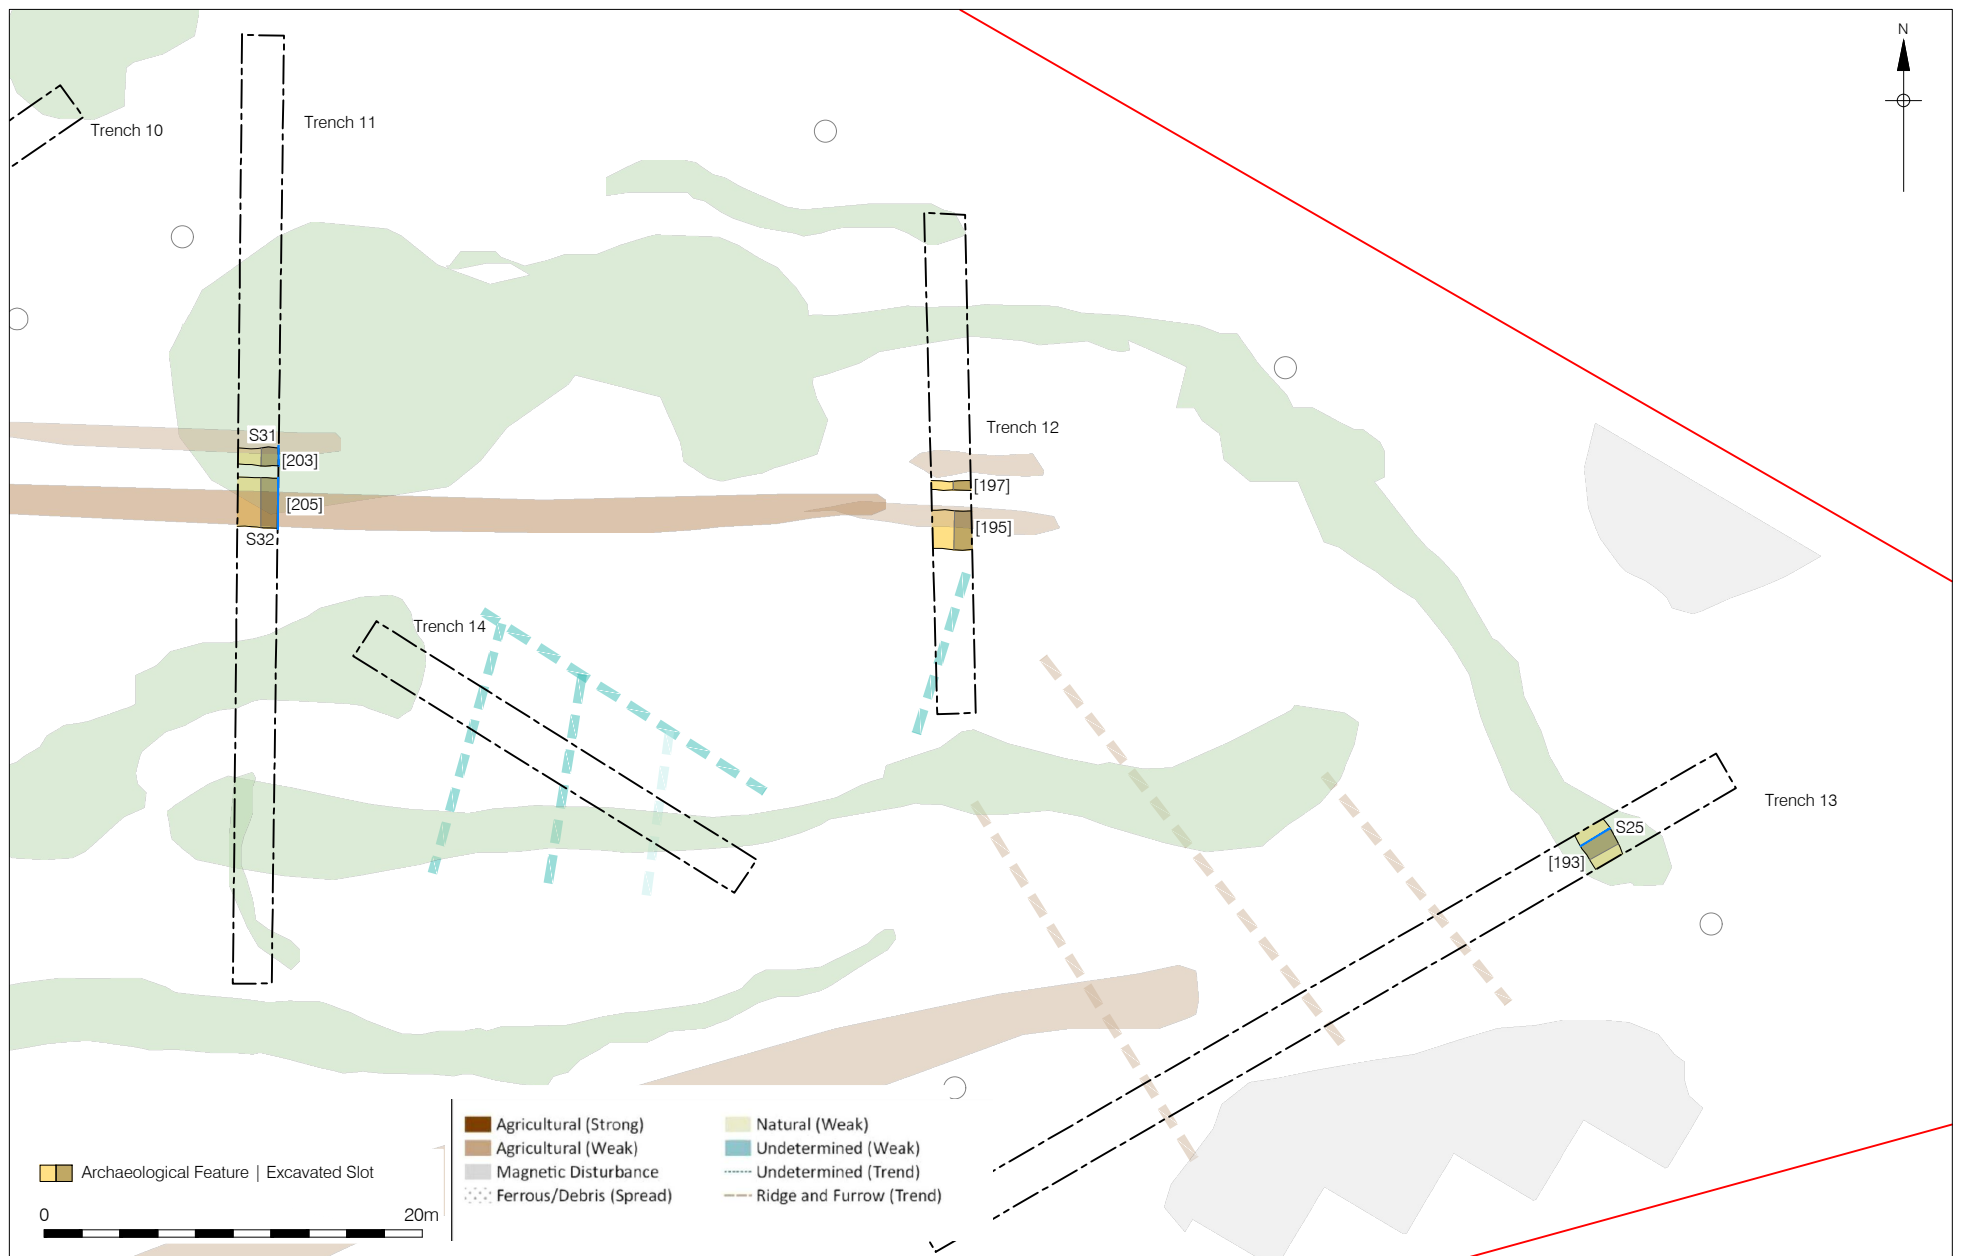 N
Trench 11
Trench 10
Trench 12
S31
[203]
[197]
[205]
[195]
S32
Trench 14
Trench 13
S25
[193]
Agricultural (Strong)
Agricultural (Weak)
Magnetic Disturbance
Ferrous/Debris (Spread)
Natural (Weak)
Undetermined (Weak)
Undetermined (Trend)
Ridge and Furrow (Trend)
Archaeological Feature | Excavated Slot
0 20m